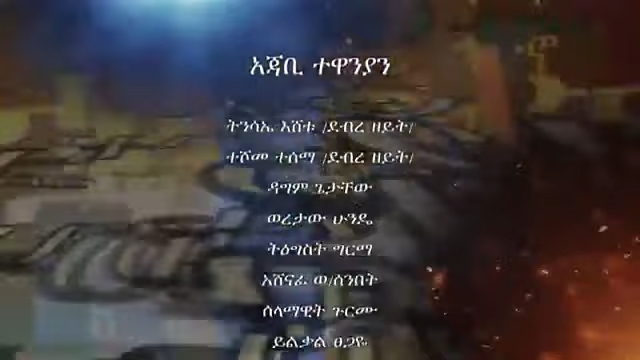 አጃቢ ተዋንያን
ትንሳኤ እሸቱ /ደብረ ዘይት/
ተሾመ ተሰማ /ደብረ ዘይት/
ዳግም ጌታቸው
ወረታው ሁንዴ
ትዕግስት ግርማ
አሸናፊ ወ/ሰንበት
ሰላማዊት ጉርሙ
ይልቃል ፀጋዬ